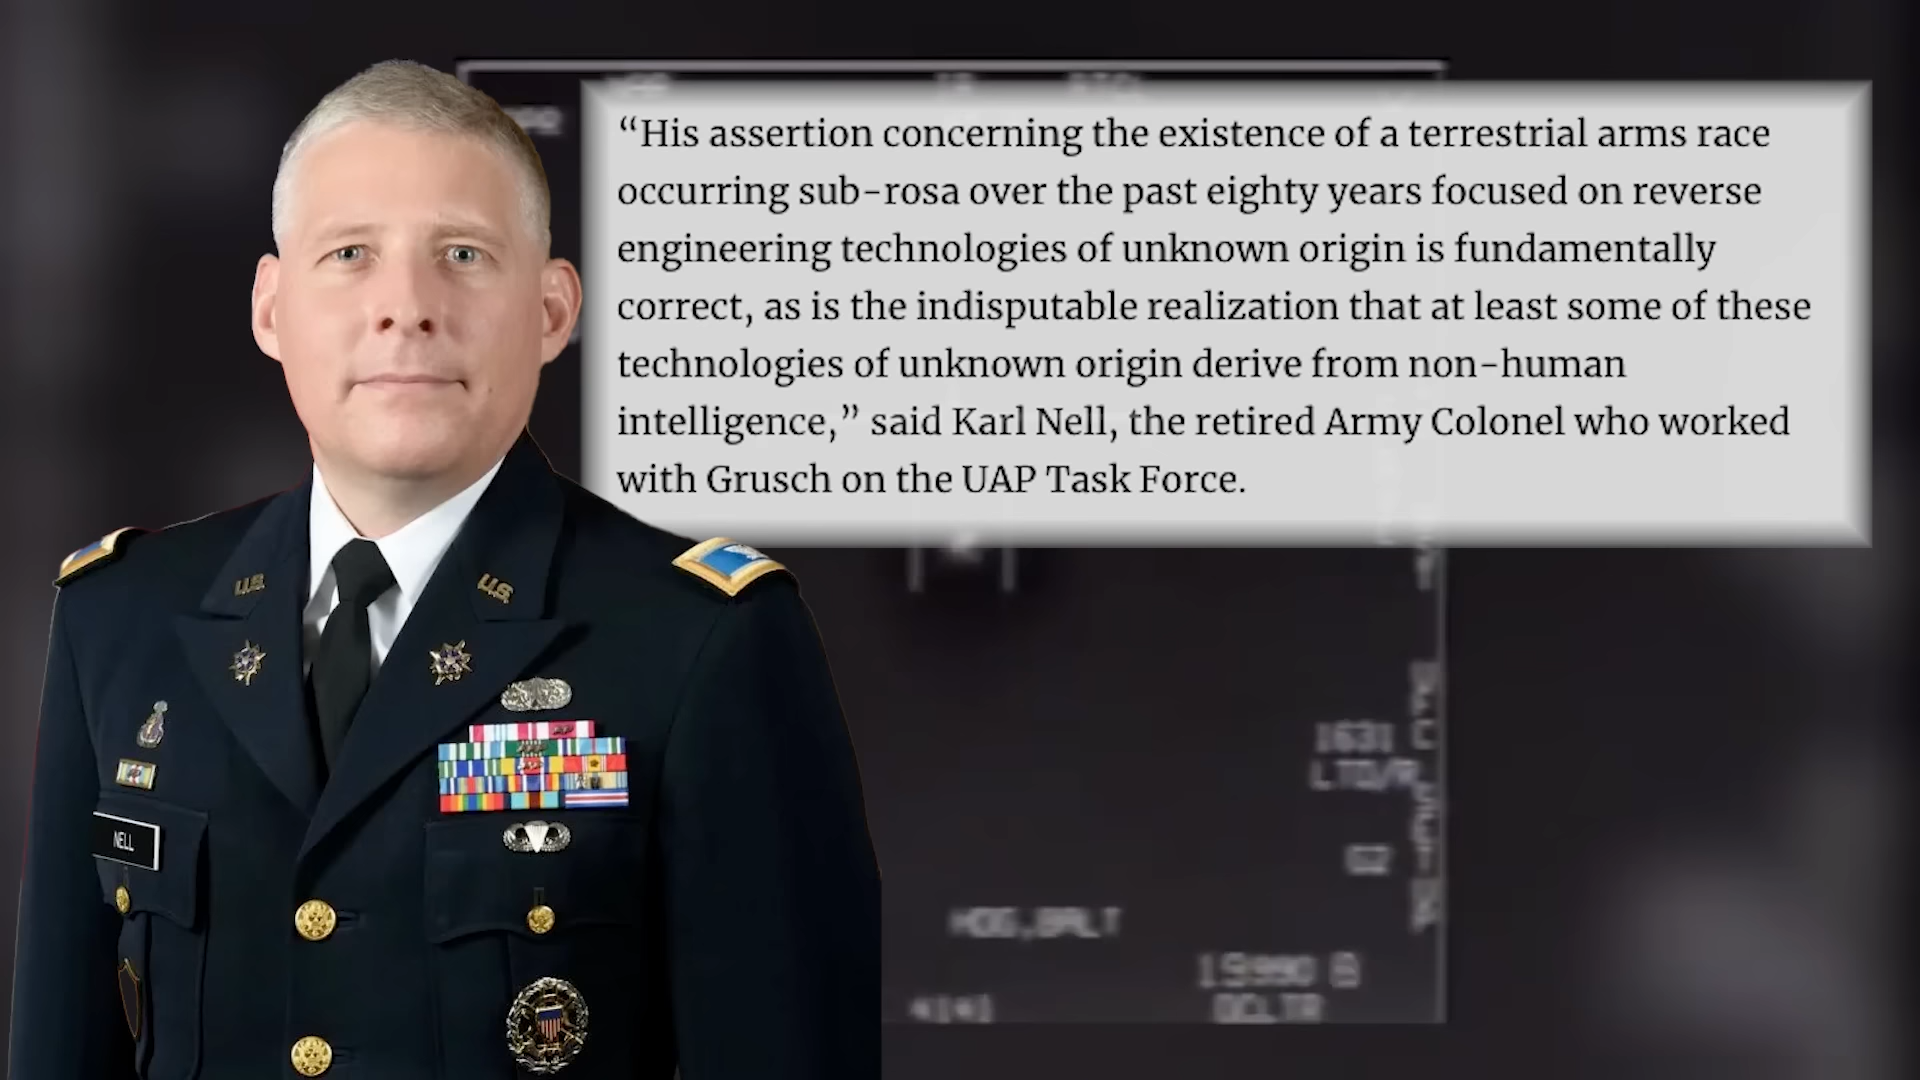 “His assertion concerning the existence of a terrestrial arms race
occurring sub-rosa over the past eighty years focused on reverse
engineering technologies of unknown origin is fundamentally
correct, as is the indisputable realization that at least some of these
technologies of unknown origin derive from non-human
intelligence,” said Karl Nell, the retired Army Colonel who worked
with Grusch on the UAP Task Force.
U.S.
U.S.
NELL
1631
LTD/R